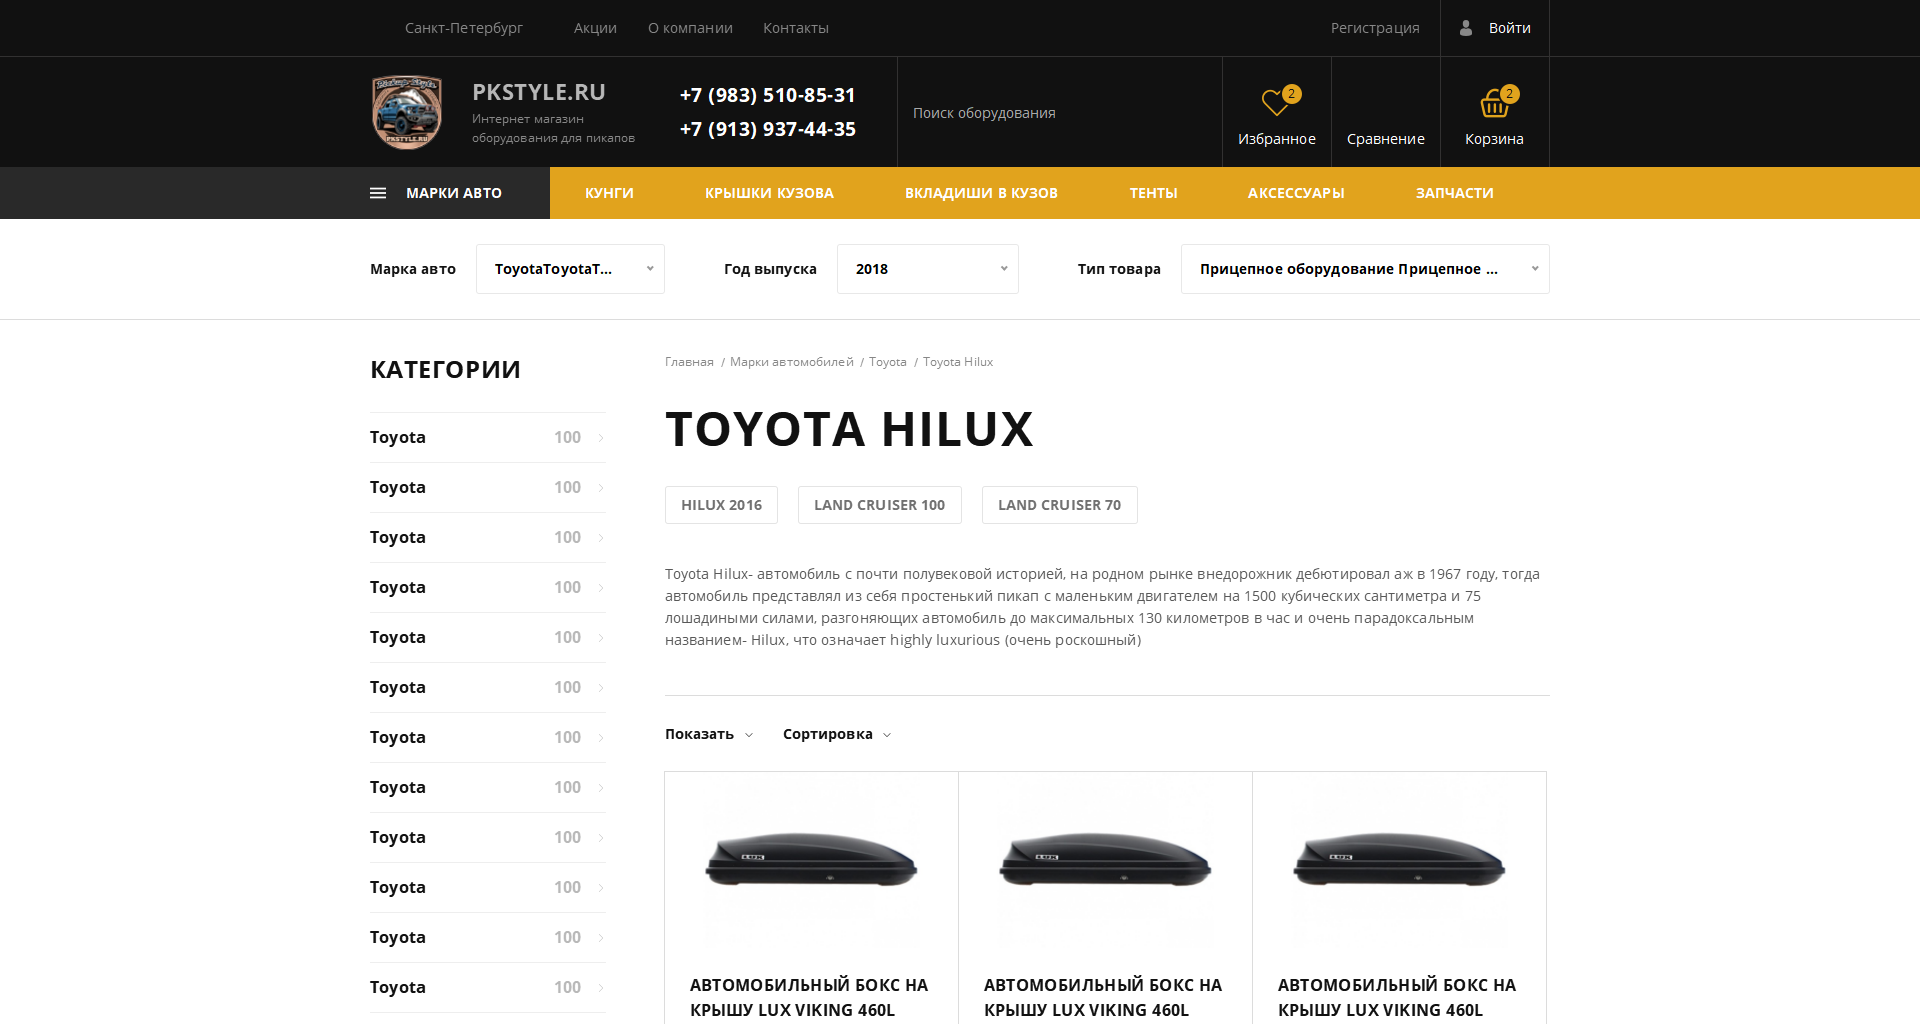 Санкт-Петербург
Акции
О компании
Контакты
Регистрация
Войти
PKSTYLE.RU
PKSTYLE.RU
Интернет магазин
оборудования для пикапов
+7 (983) 510-85-31
+7 (913) 937-44-35
Поиск оборудования
2
Избранное
Сравнение
2
Корзина
МАРКИ АВТО
КУНГИ
КРЫШКИ КУЗОВА
ВКЛАДИШИ В КУЗОВ
ТЕНТЫ
АКСЕССУАРЫ
ЗАПЧАСТИ
Марка авто
ToyotaToyotaT...
Год выпуска
2018
Тип товара
Прицепное оборудование Прицепное ...
КАТЕГОРИИ
Toyota 100
Toyota 100
Toyota 100
Toyota 100
Toyota 100
Toyota 100
Toyota 100
Toyota 100
Toyota 100
Toyota 100
Toyota 100
Toyota 100
Главная / Марки автомобилей / Toyota / Toyota Hilux
TOYOTA HILUX
HILUX 2016
LAND CRUISER 100
LAND CRUISER 70
Toyota Hilux- автомобиль с почти полувековой историей, на родном рынке внедорожник дебютировал аж в 1967 году, тогда
автомобиль представлял из себя простенький пикап с маленьким двигателем на 1500 кубических сантиметра и 75
лошадиными силами, разгоняющих автомобиль до максимальных 130 километров в час и очень парадоксальным
названием- Hilux, что означает highly luxurious (очень роскошный)
Показать
Сортировка
LUX
LUX
LUX
АВТОМОБИЛЬНЫЙ БОКС НА
КРЫШУ LUX VIKING 460L
АВТОМОБИЛЬНЫЙ БОКС НА
КРЫШУ LUX VIKING 460L
АВТОМОБИЛЬНЫЙ БОКС НА
КРЫШУ LUX VIKING 460L